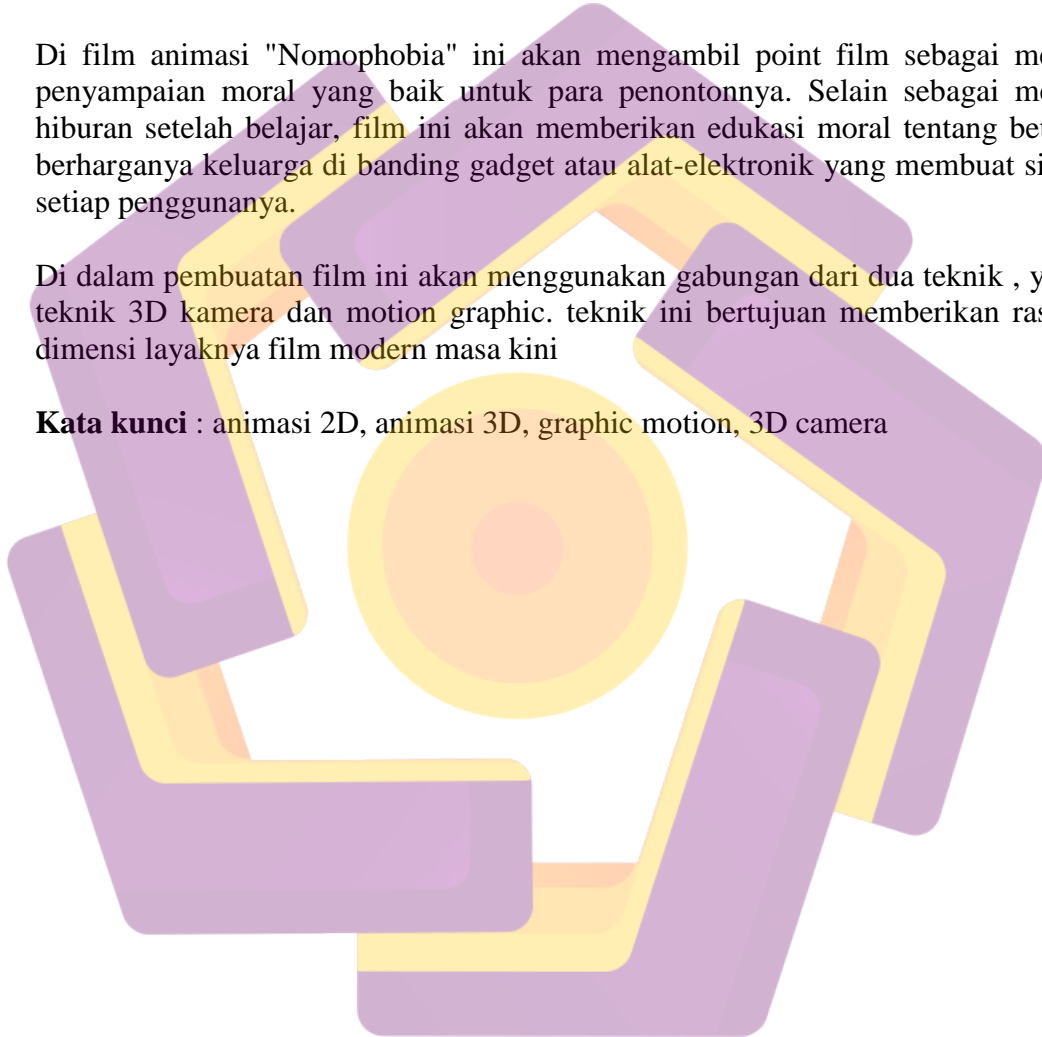 Di film animasi "Nomophobia" ini akan mengambil point film sebagai me
penyampaian moral yang baik untuk para penontonnya. Selain sebagai me
hiburan setelah belajar, film ini akan memberikan edukasi moral tentang bet
berharganya keluarga di banding gadget atau alat-elektronik yang membuat si
setiap penggunanya.
Di dalam pembuatan film ini akan menggunakan gabungan dari dua teknik , y
teknik 3D kamera dan motion graphic. teknik ini bertujuan memberikan ras
dimensi layaknya film modern masa kini
Kata kunci : animasi 2D, animasi 3D, graphic motion, 3D camera